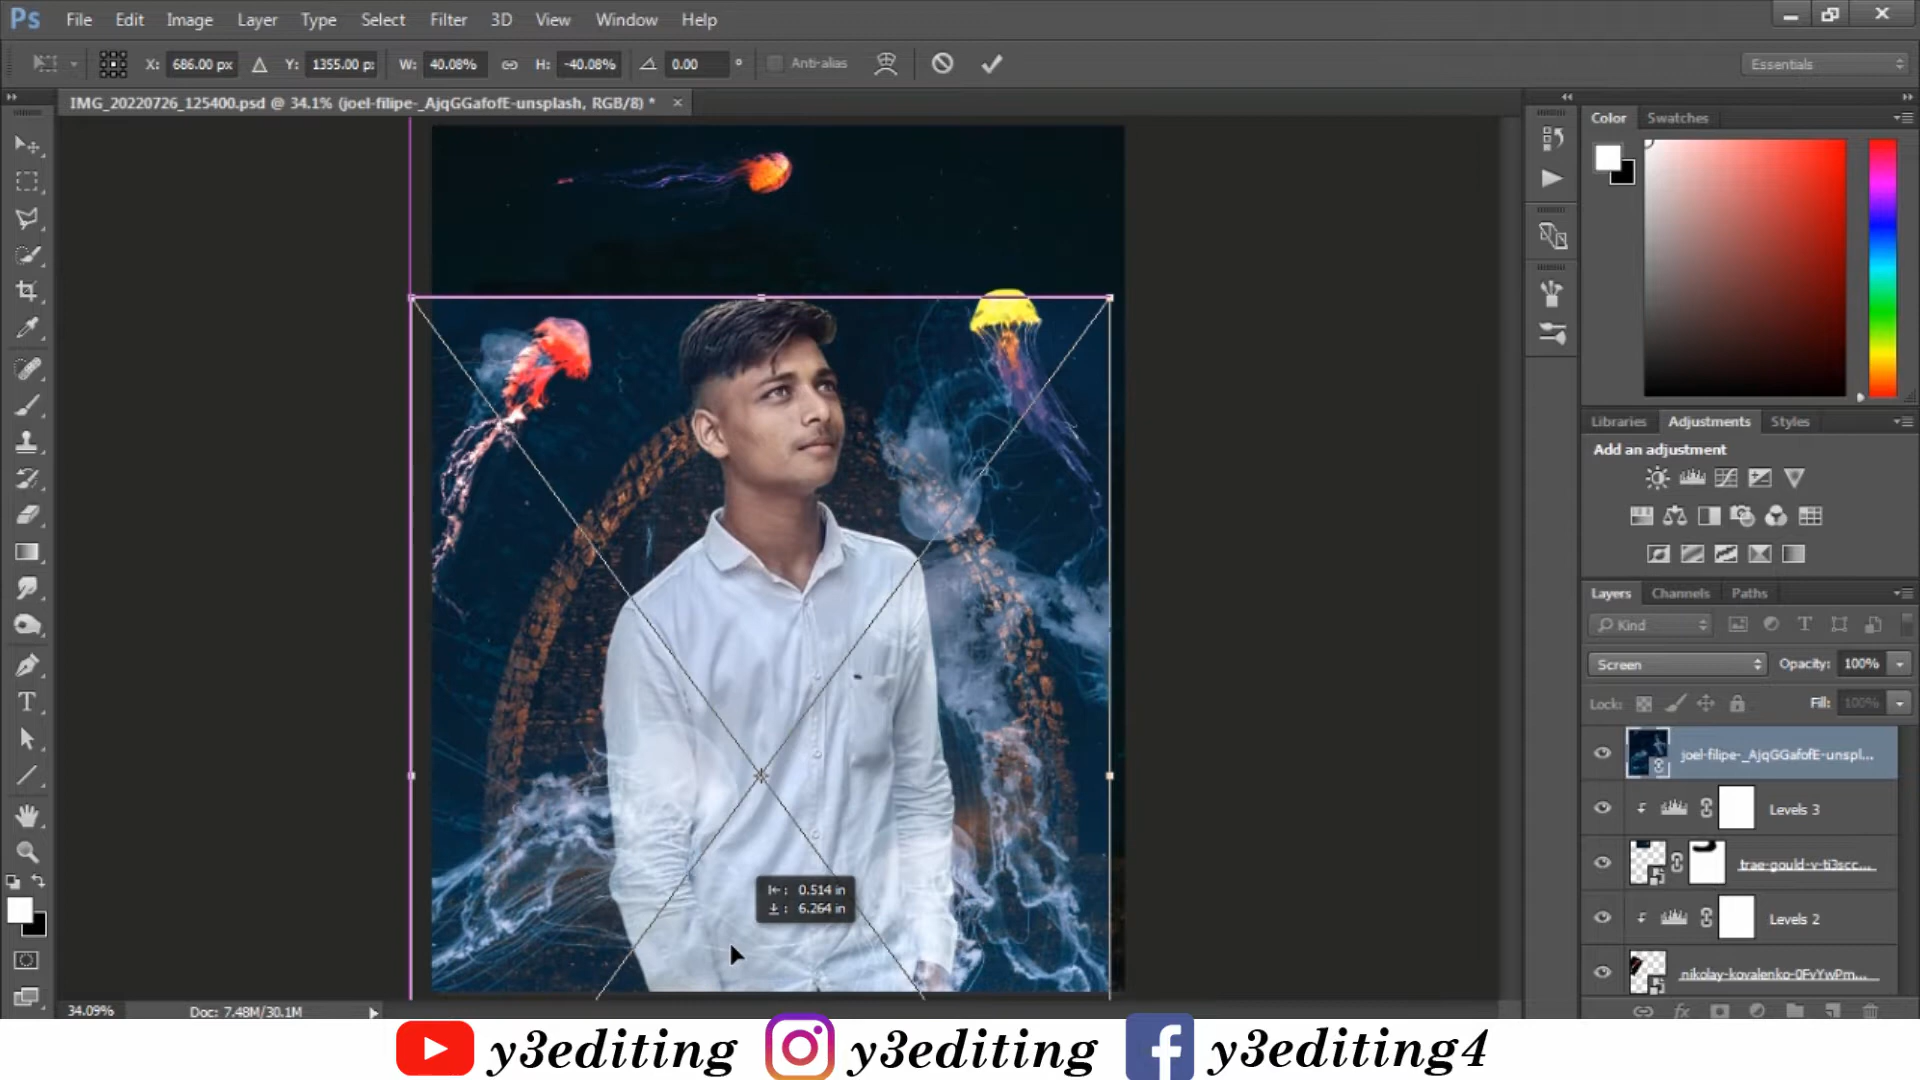 Ps File Edit Image Layer Type Select Filter 3D View Window Help
X: 686.00 px Y: 1355.00 p: W: 40.08% H: -40.08% 0.00 ° Anti-alias Essentials
IMG_20220726_125400.psd @ 34.1% (joel-filipe-_AjqGGafofE-unsplash, RGB/8) * ×
Color Swatches
Libraries Adjustments Styles
Add an adjustment
Layers Channels Paths
Kind
Screen Opacity: 100%
Lock: Fill: 100%
joel-filipe-_AjqGGafofE-unspl...
Levels 3
trae-gould-v-ti3scc...
Levels 2
nikolay-kovalenko-0FvYwPm...
0.514 in
6.264 in
34.09% Doc: 7.48M/30.1M
y3editing y3editing y3editing4